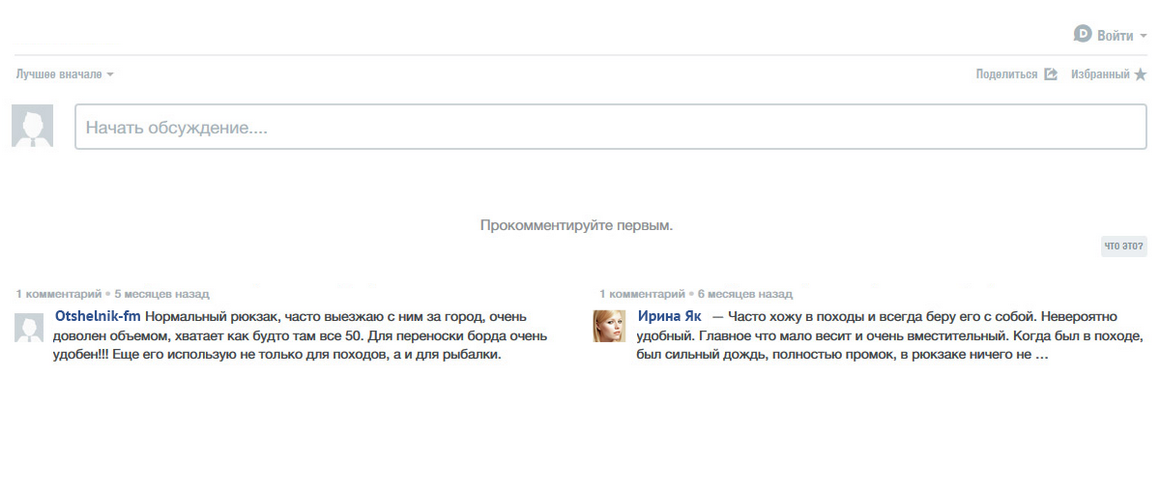 Войти
Лучшее вначале
Поделиться Избранный
Начать обсуждение....
Прокомментируйте первым.
что это?
1 комментарий • 5 месяцев назад
Otshelnik-fm Нормальный рюкзак, часто выезжаю с ним за город, очень
доволен объемом, хватает как будто там все 50. Для переноски борда очень
удобен!!! Еще его использую не только для походов, а и для рыбалки.
1 комментарий • 6 месяцев назад
Ирина Як — Часто хожу в походы и всегда беру его с собой. Невероятно
удобный. Главное что мало весит и очень вместительный. Когда был в походе,
был сильный дождь, полностью промок, в рюкзаке ничего не ...